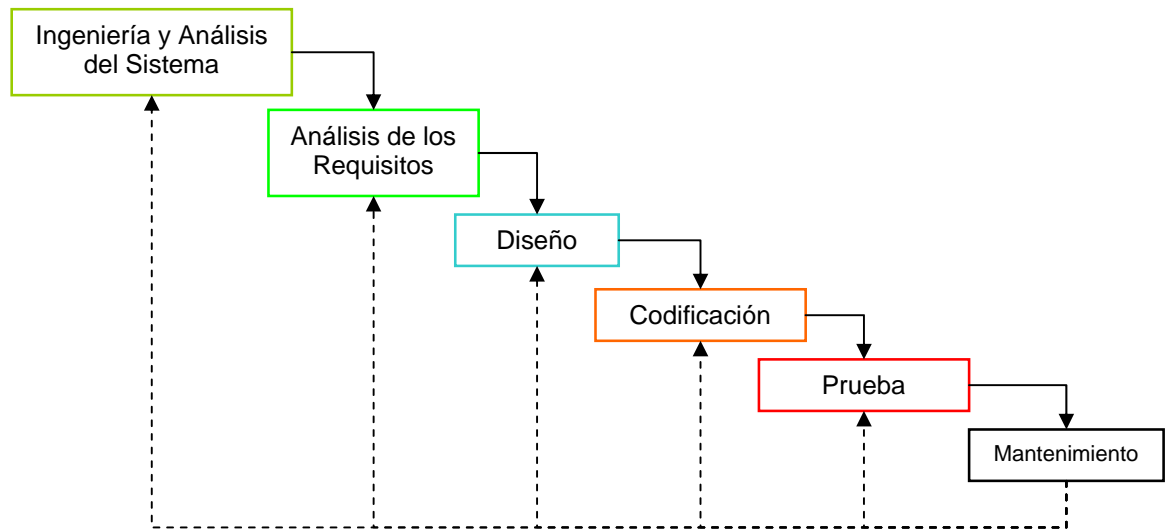 Ingeniería y Análisis
del Sistema
Análisis de los
Requisitos
Diseño
Codificación
Prueba
Mantenimiento